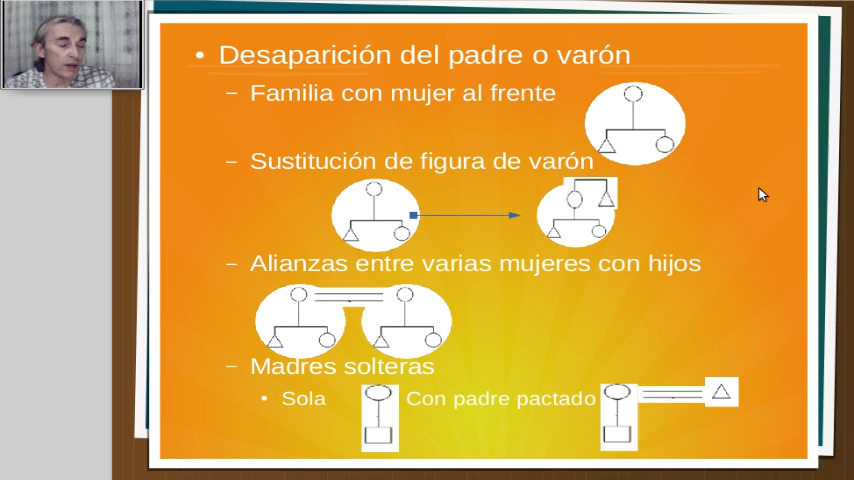 • Desaparición del padre o varón
– Familia con mujer al frente
– Sustitución de figura de varón
– Alianzas entre varias mujeres con hijos
– Madres solteras
• Sola Con padre pactado